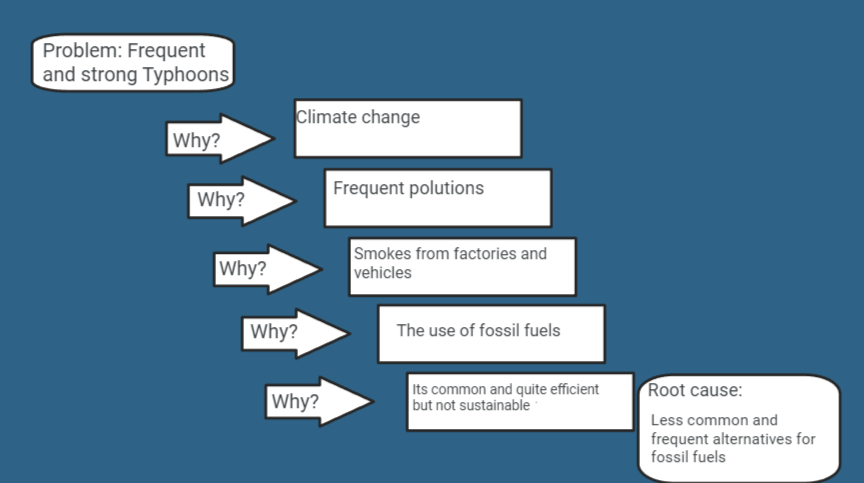 Problem: Frequent
and strong Typhoons
Why?
Climate change
Why?
Frequent polutions
Why?
Smokes from factories and
vehicles
Why?
The use of fossil fuels
Why?
Its common and quite efficient
but not sustainable
Root cause:
Less common and
frequent alternatives for
fossil fuels